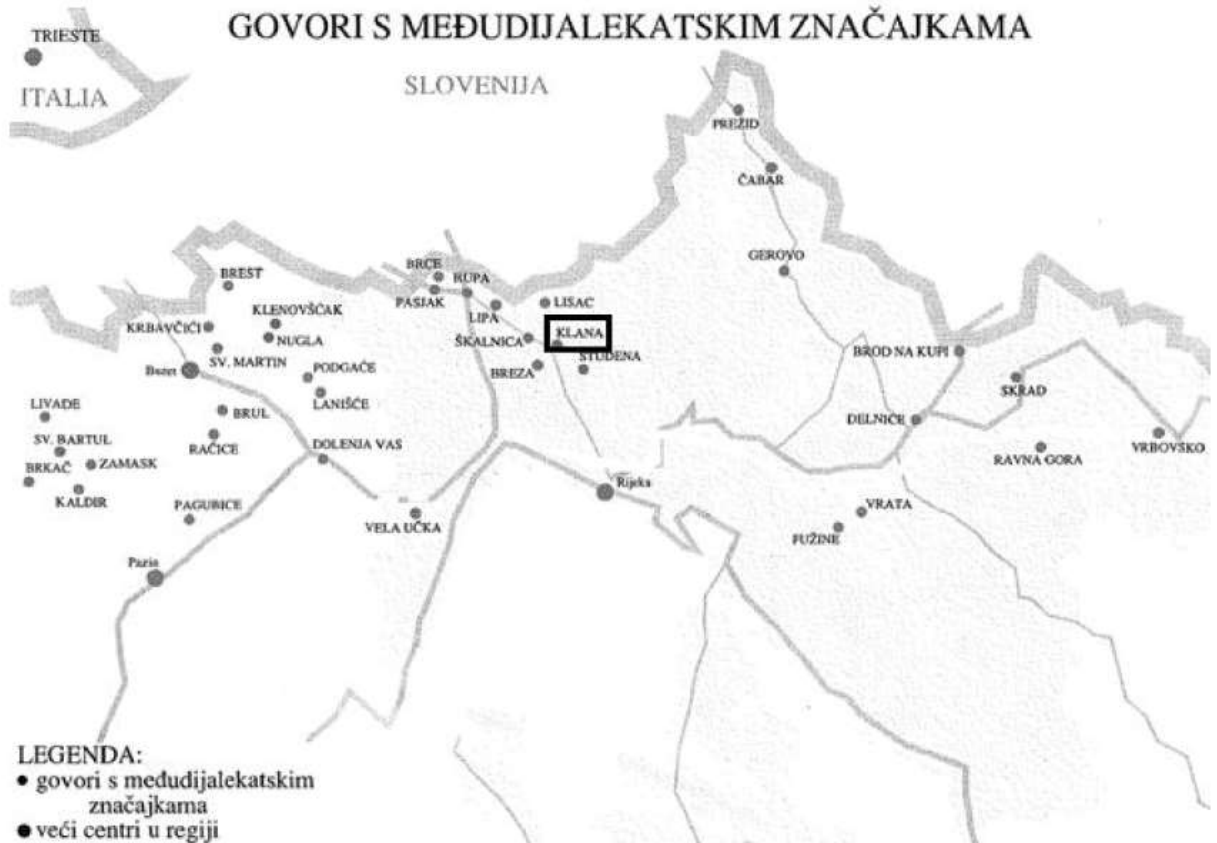 GOVORI S MEĐUDIJALEKATSKIM ZNAČAJKAMA
TRIESTE
ITALIA
SLOVENIJA
PREŽID
ČABAR
GEROVO
BRCE
RUPA
BREST
PASJAK
LISAC
LIPA
KLENOVŠČAK
KRBAVČIĆI
NUGLA
ŠKALNICA
KLANA
SV. MARTIN
STUDENA
BROD NA KUPI
Buzet
PODGAĆE
BREZA
SKRAD
LANIŠĆE
LIVADE
BRUL
DELNICE
SV. BARTUL
RAČICE
DOLENJA VAS
VRBOVSKO
BRKAČ
ZAMASK
RAVNA GORA
KALDIR
Rijeka
PAGUBICE
VELA UČKA
VRATA
FUŽINE
Pazin
LEGENDA:
govori s međudijalekatskim
značajkama
veći centri u regiji